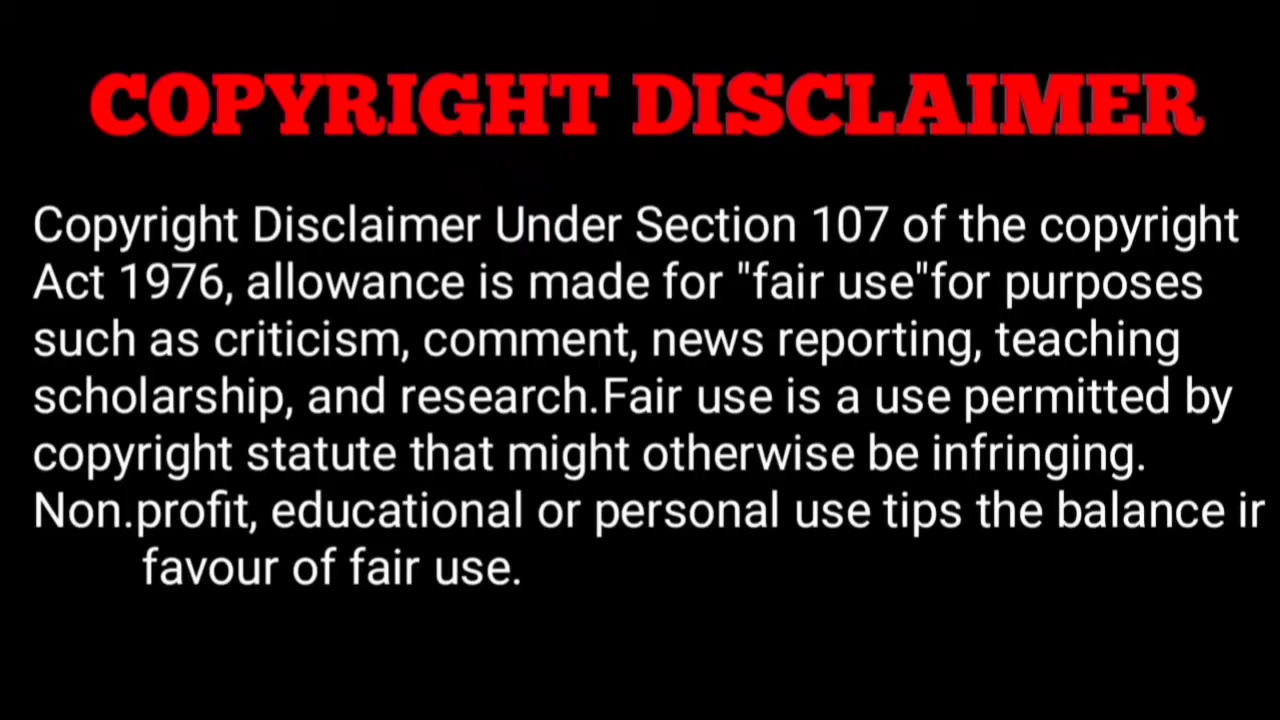 COPYRIGHT DISCLAIMER
Copyright Disclaimer Under Section 107 of the copyright
Act 1976, allowance is made for "fair use"for purposes
such as criticism, comment, news reporting, teaching
scholarship, and research.Fair use is a use permitted by
copyright statute that might otherwise be infringing.
Non.profit, educational or personal use tips the balance in
favour of fair use.